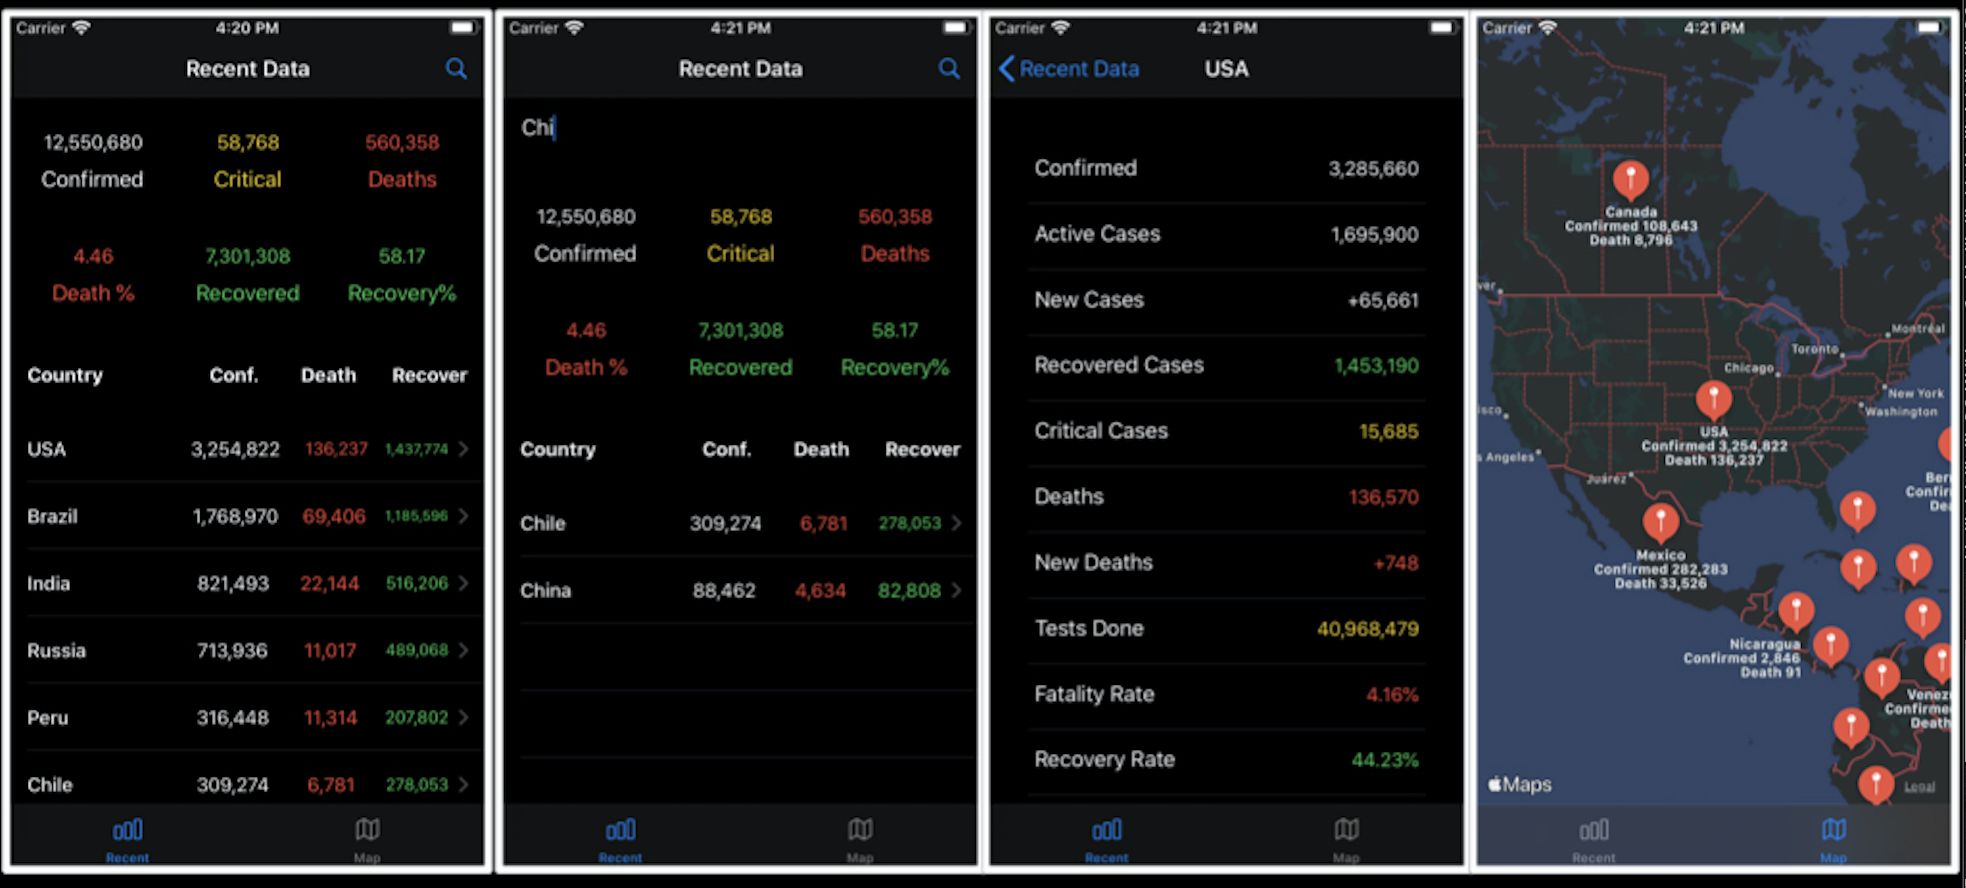 Carrier 4:20 PM
Recent Data
12,550,680 58,768 560,358
Confirmed Critical Deaths
4.46 7,301,308 58.17
Death % Recovered Recovery%
Country Conf. Death Recover
USA 3,254,822 136,237 1,437,774
Brazil 1,768,970 69,406 1,185,596
India 821,493 22,144 516,206
Russia 713,936 11,017 489,068
Peru 316,448 11,314 207,802
Chile 309,274 6,781 278,053
Recent Map
Carrier 4:21 PM
Recent Data
Chi
12,550,680 58,768 560,358
Confirmed Critical Deaths
4.46 7,301,308 58.17
Death % Recovered Recovery%
Country Conf. Death Recover
Chile 309,274 6,781 278,053
China 88,462 4,634 82,808
Recent Map
Carrier 4:21 PM
Recent Data USA
Confirmed 3,285,660
Active Cases 1,695,900
New Cases +65,661
Recovered Cases 1,453,190
Critical Cases 15,685
Deaths 136,570
New Deaths +748
Tests Done 40,968,479
Fatality Rate 4.16%
Recovery Rate 44.23%
Recent Map
Carrier 4:21 PM
Canada
Confirmed 108,643
Death 8,796
ver
Montréal
Toronto
Chicago
New York
Washington
isco
USA
Confirmed 3,254,822
Death 136,237
s Angeles
Juárez
Ber
Confir
Dea
Mexico
Confirmed 282,283
Death 33,526
Nicaragua
Confirmed 2,846
Death 91
Venez
Confirme
Death
Maps
Legal
Recent Map